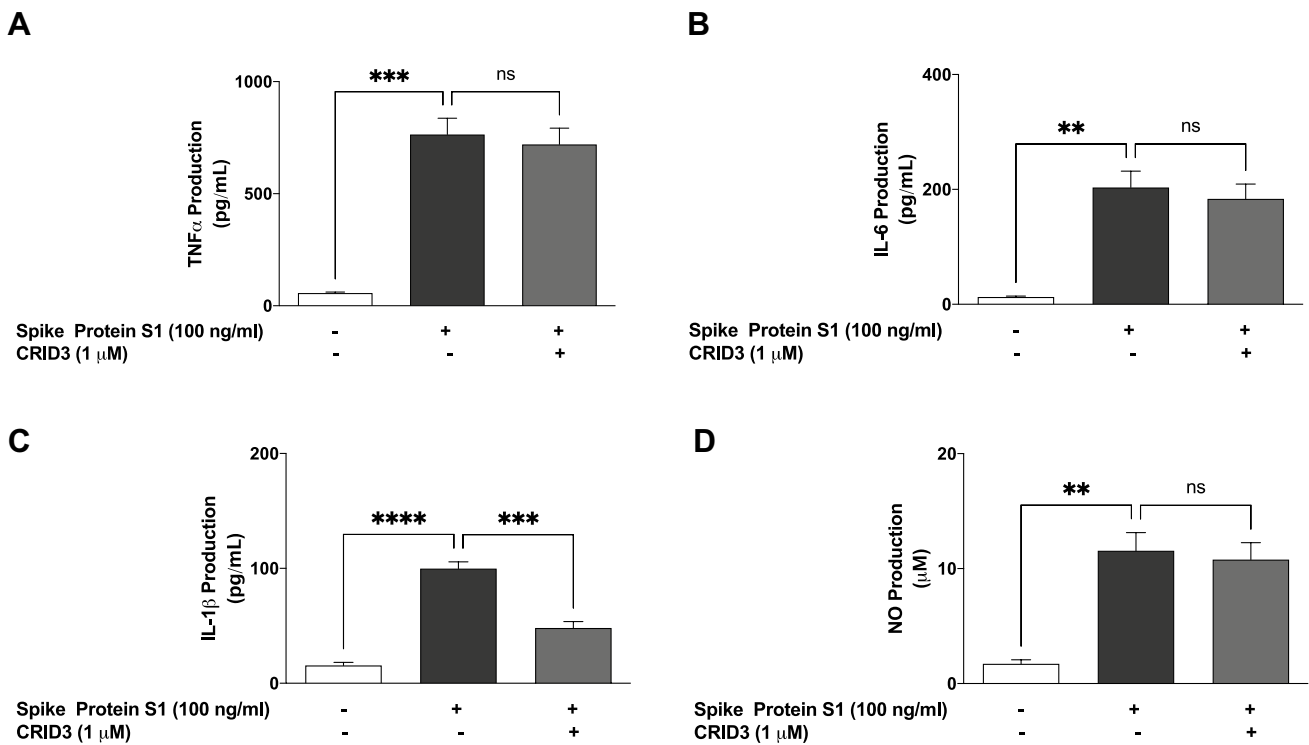 A
TNFα Production
(pg/mL)
1000
500
0
***
ns
Spike Protein S1 (100 ng/ml) - + +
CRID3 (1 μM) - - +
B
IL-6 Production
(pg/mL)
400
200
0
**
ns
Spike Protein S1 (100 ng/ml) - + +
CRID3 (1 μM) - - +
C
IL-1β Production
(pg/mL)
200
100
0
****
***
Spike Protein S1 (100 ng/ml) - + +
CRID3 (1 μM) - - +
D
NO Production
(μM)
20
10
0
**
ns
Spike Protein S1 (100 ng/ml) - + +
CRID3 (1 μM) - - +